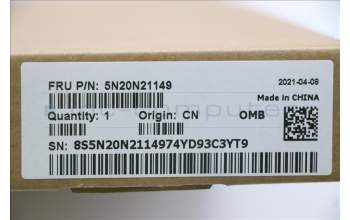 FRU P/N: 5N20N21149
2021-04-08
Made in CHINA
Quantity: 1 Origin: CN OMB
SN: 8S5N20N2114974YD93C3YT9